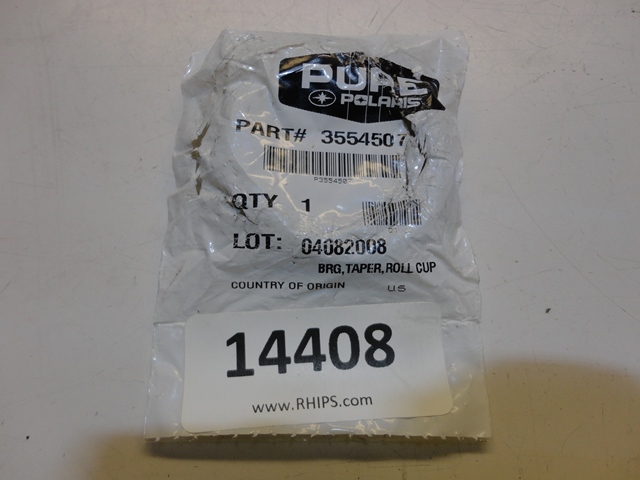 PURE
POLARIS
PART# 3554507
P3554507
QTY 1
LOT: 04082008
BRG, TAPER, ROLL CUP
COUNTRY OF ORIGIN US
14408
www.RHIPS.com